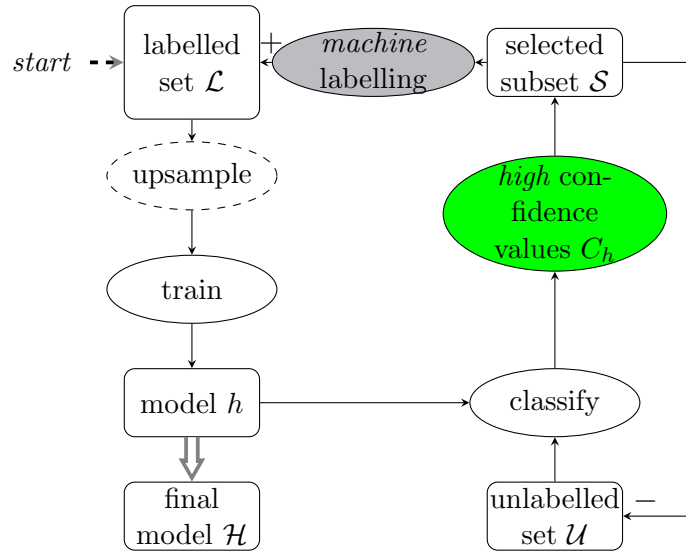 start
labelled
set ℒ
+
machine
labelling
selected
subset 𝒮
upsample
high con-
fidence
values Cₕ
train
model h
classify
final
model ℋ
unlabelled
set 𝒰
−